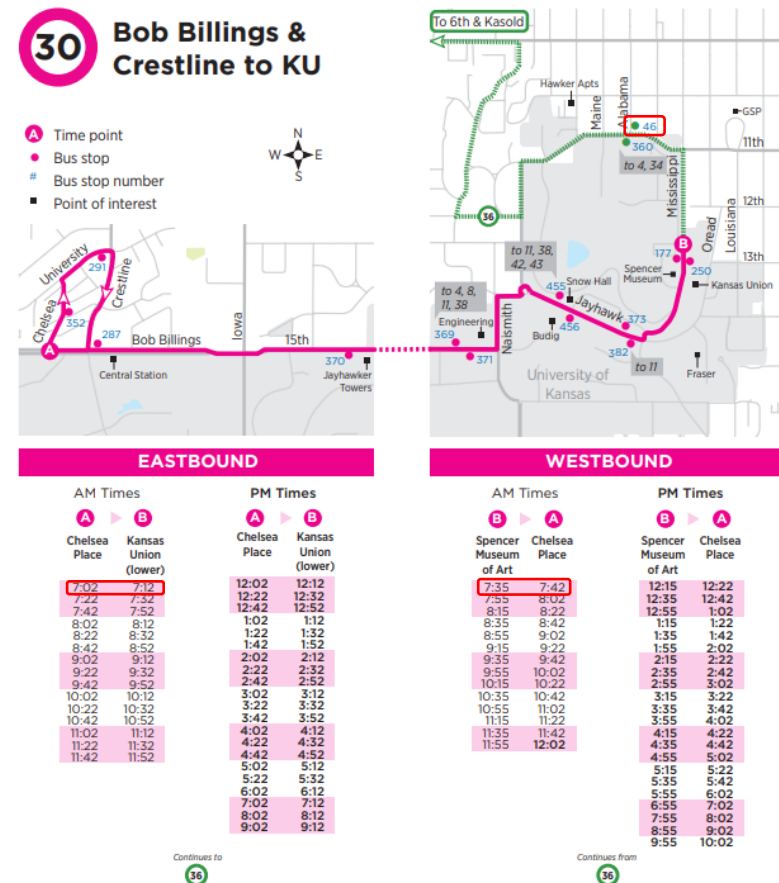 30
Bob Billings &
Crestline to KU
A Time point
Bus stop
# Bus stop number
Point of interest
N
W E
S
University
291
Crestline
Chelsea
352
287
A
Bob Billings
Iowa
15th
Central Station
370
Jayhawker
Towers
To 6th & Kasold
Hawker Apts
Maine
Alabama
46
GSP
360
11th
to 4, 34
Mississippi
36
12th
Louisiana
Oread
B
to 11, 38,
42, 43
177
13th
250
Spencer
Museum
Kansas Union
to 4, 8,
11, 38
455
Snow Hall
Jayhawk
373
Engineering
369
456
Budig
Naismith
371
382
to 11
Fraser
University of
Kansas
EASTBOUND
AM Times
PM Times
A B
A B
Chelsea Place
Kansas Union (lower)
Chelsea Place
Kansas Union (lower)
7:02 7:12
7:22 7:32
7:42 7:52
8:02 8:12
8:22 8:32
8:42 8:52
9:02 9:12
9:22 9:32
9:42 9:52
10:02 10:12
10:22 10:32
10:42 10:52
11:02 11:12
11:22 11:32
11:42 11:52
12:02 12:12
12:22 12:32
12:42 12:52
1:02 1:12
1:22 1:32
1:42 1:52
2:02 2:12
2:22 2:32
2:42 2:52
3:02 3:12
3:22 3:32
3:42 3:52
4:02 4:12
4:22 4:32
4:42 4:52
5:02 5:12
5:22 5:32
6:02 6:12
7:02 7:12
8:02 8:12
9:02 9:12
Continues to
36
WESTBOUND
AM Times
PM Times
B A
B A
Spencer Museum of Art
Chelsea Place
Spencer Museum of Art
Chelsea Place
7:35 7:42
7:55 8:02
8:15 8:22
8:35 8:42
8:55 9:02
9:15 9:22
9:35 9:42
9:55 10:02
10:15 10:22
10:35 10:42
10:55 11:02
11:15 11:22
11:35 11:42
11:55 12:02
12:15 12:22
12:35 12:42
12:55 1:02
1:15 1:22
1:35 1:42
1:55 2:02
2:15 2:22
2:35 2:42
2:55 3:02
3:15 3:22
3:35 3:42
3:55 4:02
4:15 4:22
4:35 4:42
4:55 5:02
5:15 5:22
5:35 5:42
5:55 6:02
6:55 7:02
7:55 8:02
8:55 9:02
9:55 10:02
Continues from
36